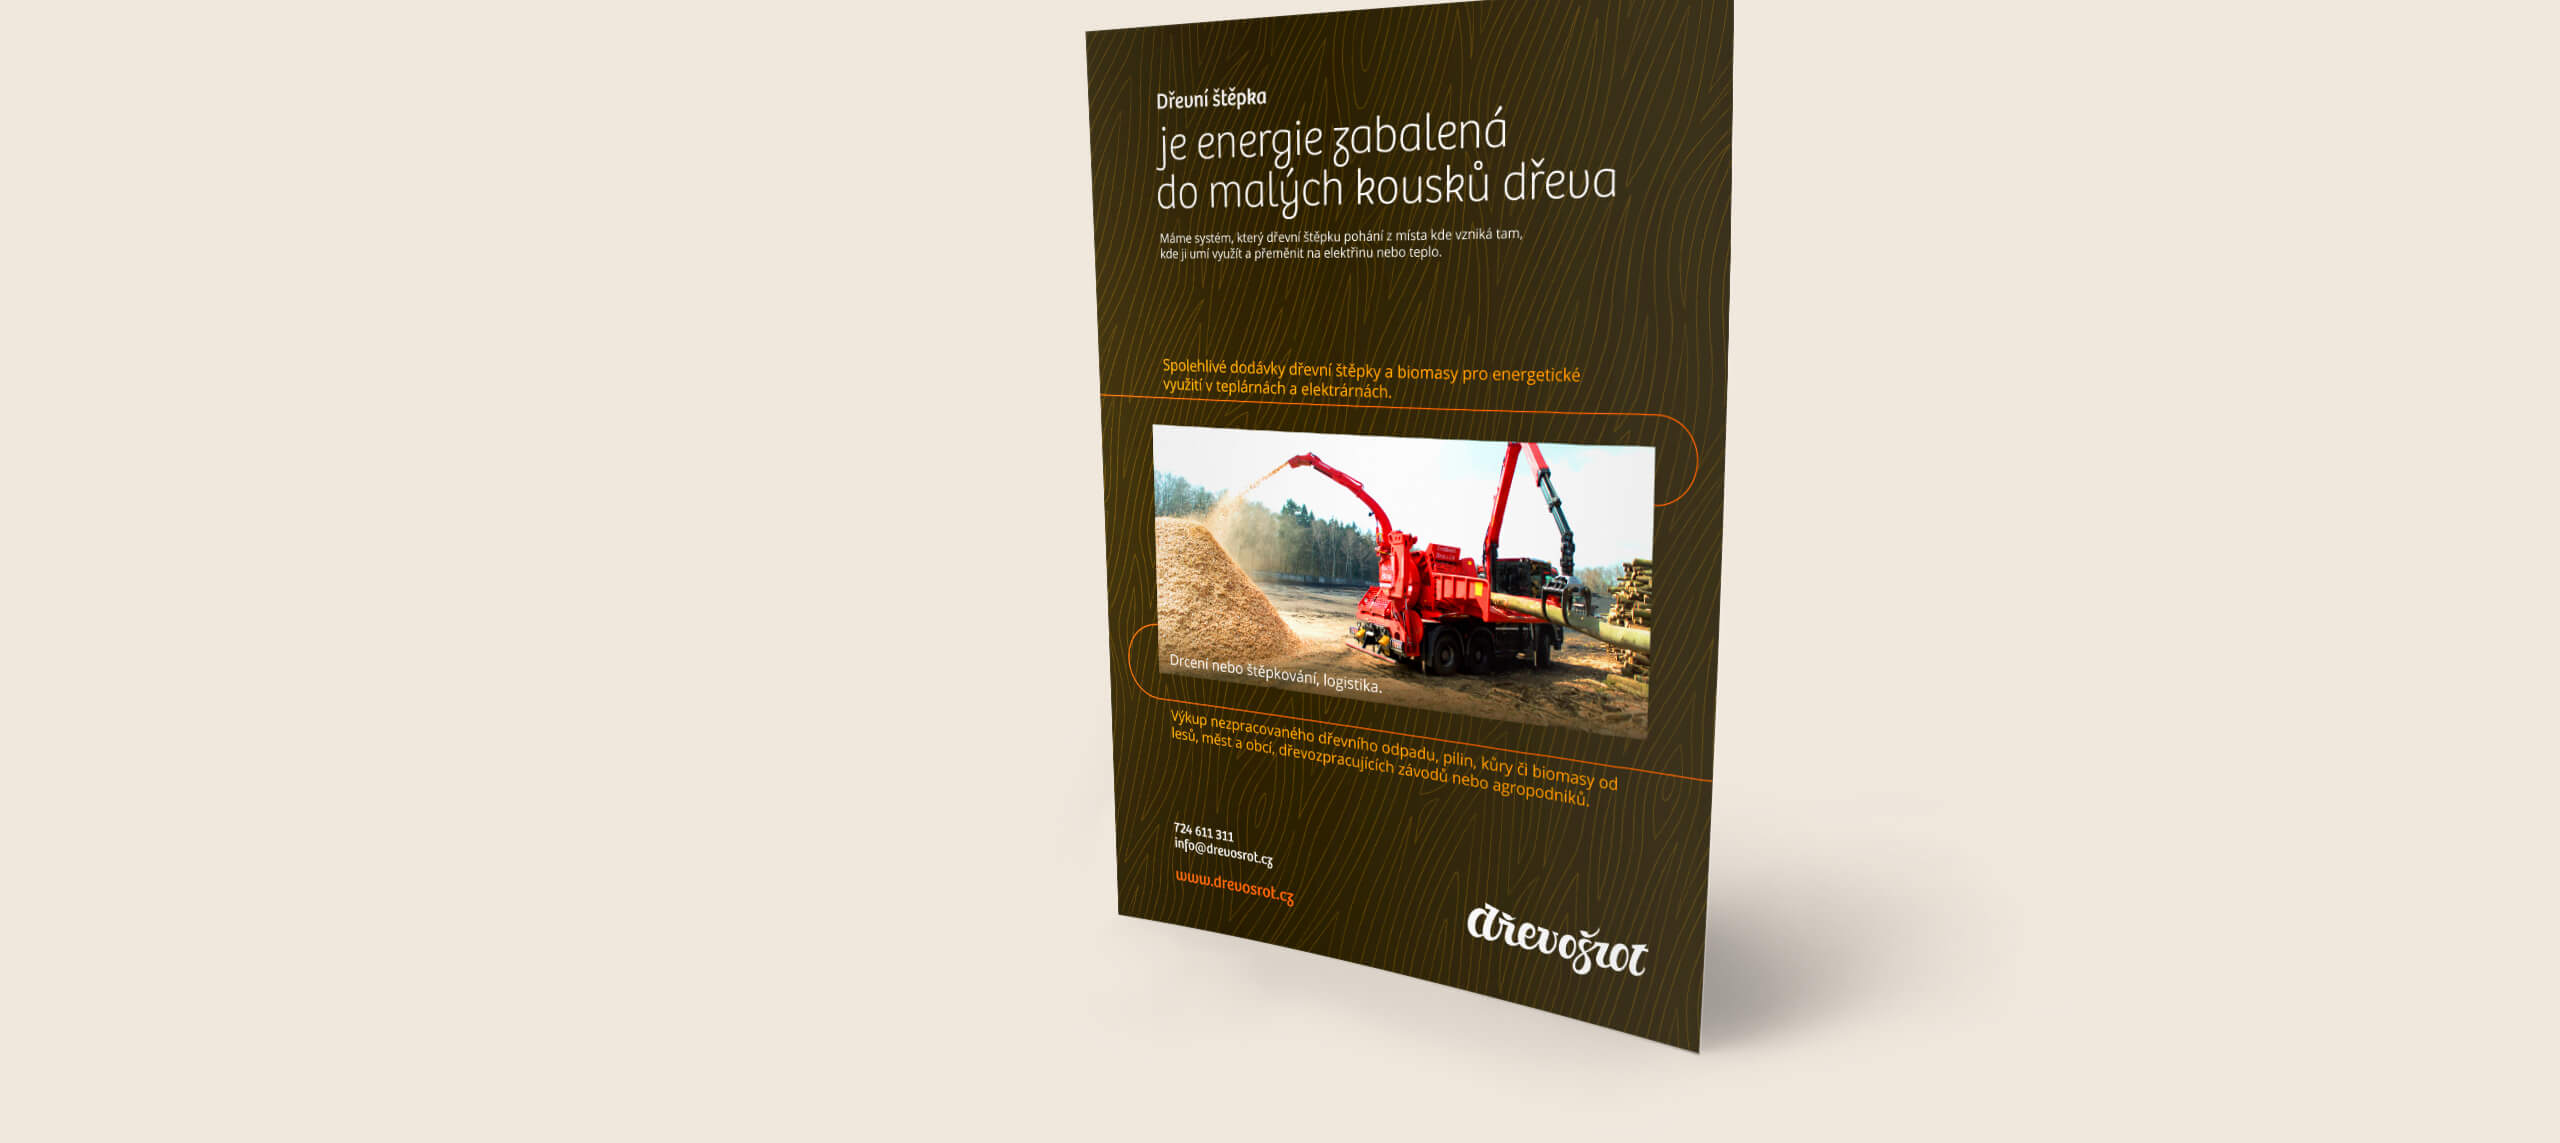 Dřevní štěpka
je energie zabalená
do malých kousků dřeva
Máme systém, který dřevní štěpku pohání z místa kde vzniká tam,
kde ji umí využít a přeměnit na elektřinu nebo teplo.
Spolehlivé dodávky dřevní štěpky a biomasy pro energetické
využití v teplárnách a elektrárnách.
Drcení nebo štěpkování, logistika.
Výkup nezpracovaného dřevního odpadu, pilin, kůry či biomasy od
lesů, měst a obcí, dřevozpracujících závodů nebo agropodniků.
724 611 311
info@drevosrot.cz
www.drevosrot.cz
dřevošrot